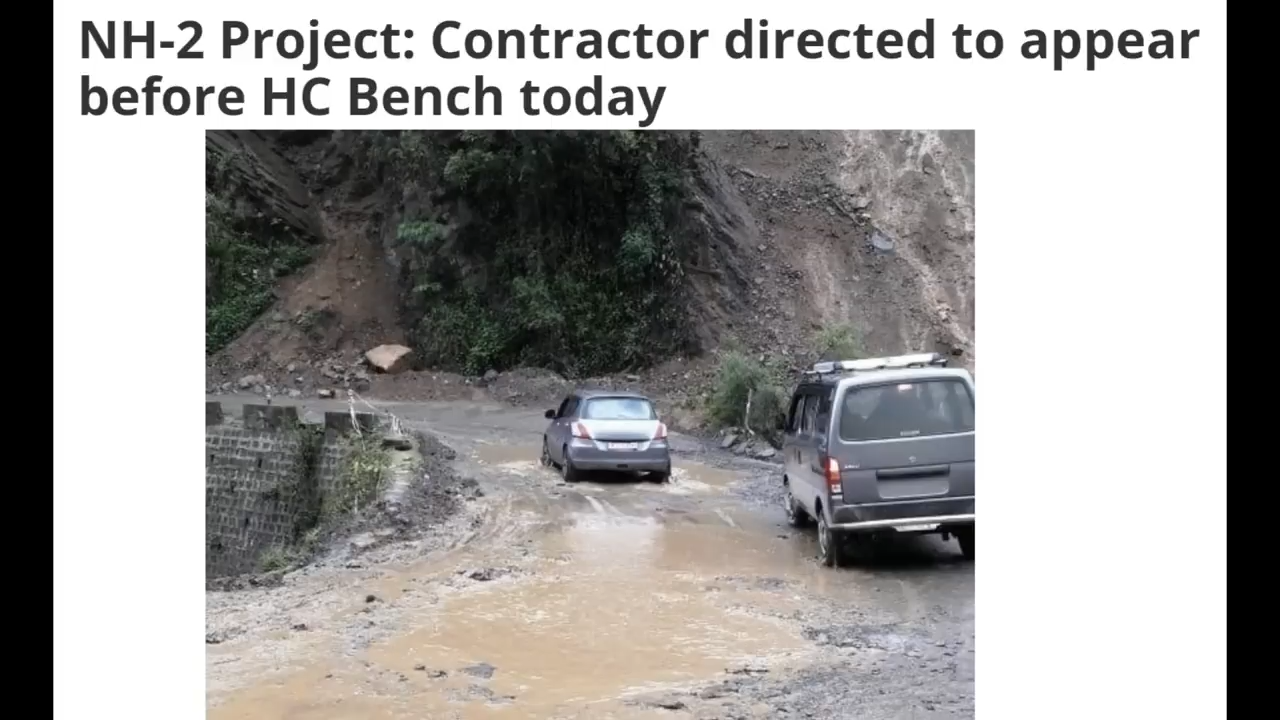 NH-2 Project: Contractor directed to appear
before HC Bench today